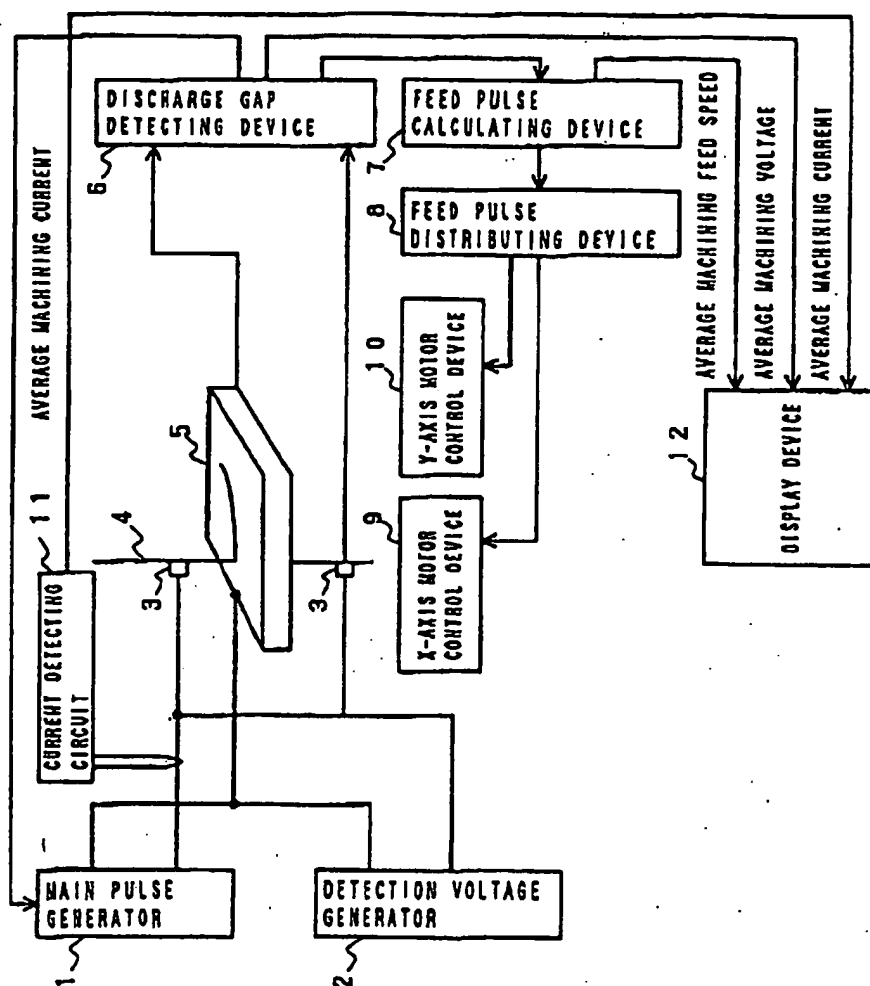 AVERAGE MACHINING CURRENT
11
CURRENT DETECTING
CIRCUIT
4
3
5
3
6
DISCHARGE GAP
DETECTING DEVICE
7
FEED PULSE
CALCULATING DEVICE
8
FEED PULSE
DISTRIBUTING DEVICE
10
Y-AXIS MOTOR
CONTROL DEVICE
9
X-AXIS MOTOR
CONTROL DEVICE
AVERAGE MACHINING FEED SPEED
AVERAGE MACHINING VOLTAGE
AVERAGE MACHINING CURRENT
12
DISPLAY DEVICE
MAIN PULSE
GENERATOR
1
DETECTION VOLTAGE
GENERATOR
2